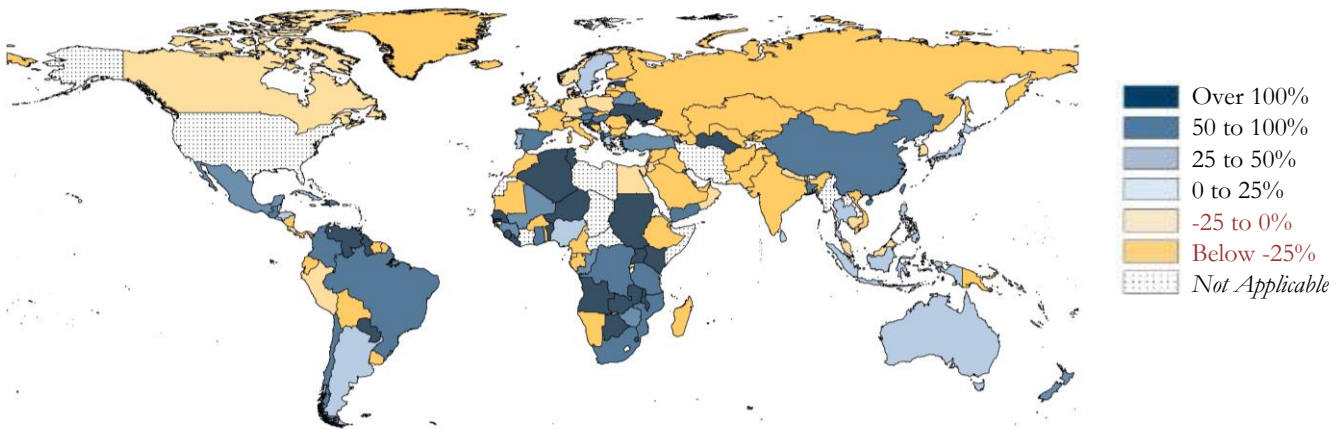 Over 100%
50 to 100%
25 to 50%
0 to 25%
-25 to 0%
Below -25%
Not Applicable